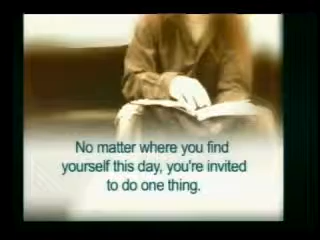 No matter where you find
yourself this day, you're invited
to do one thing.